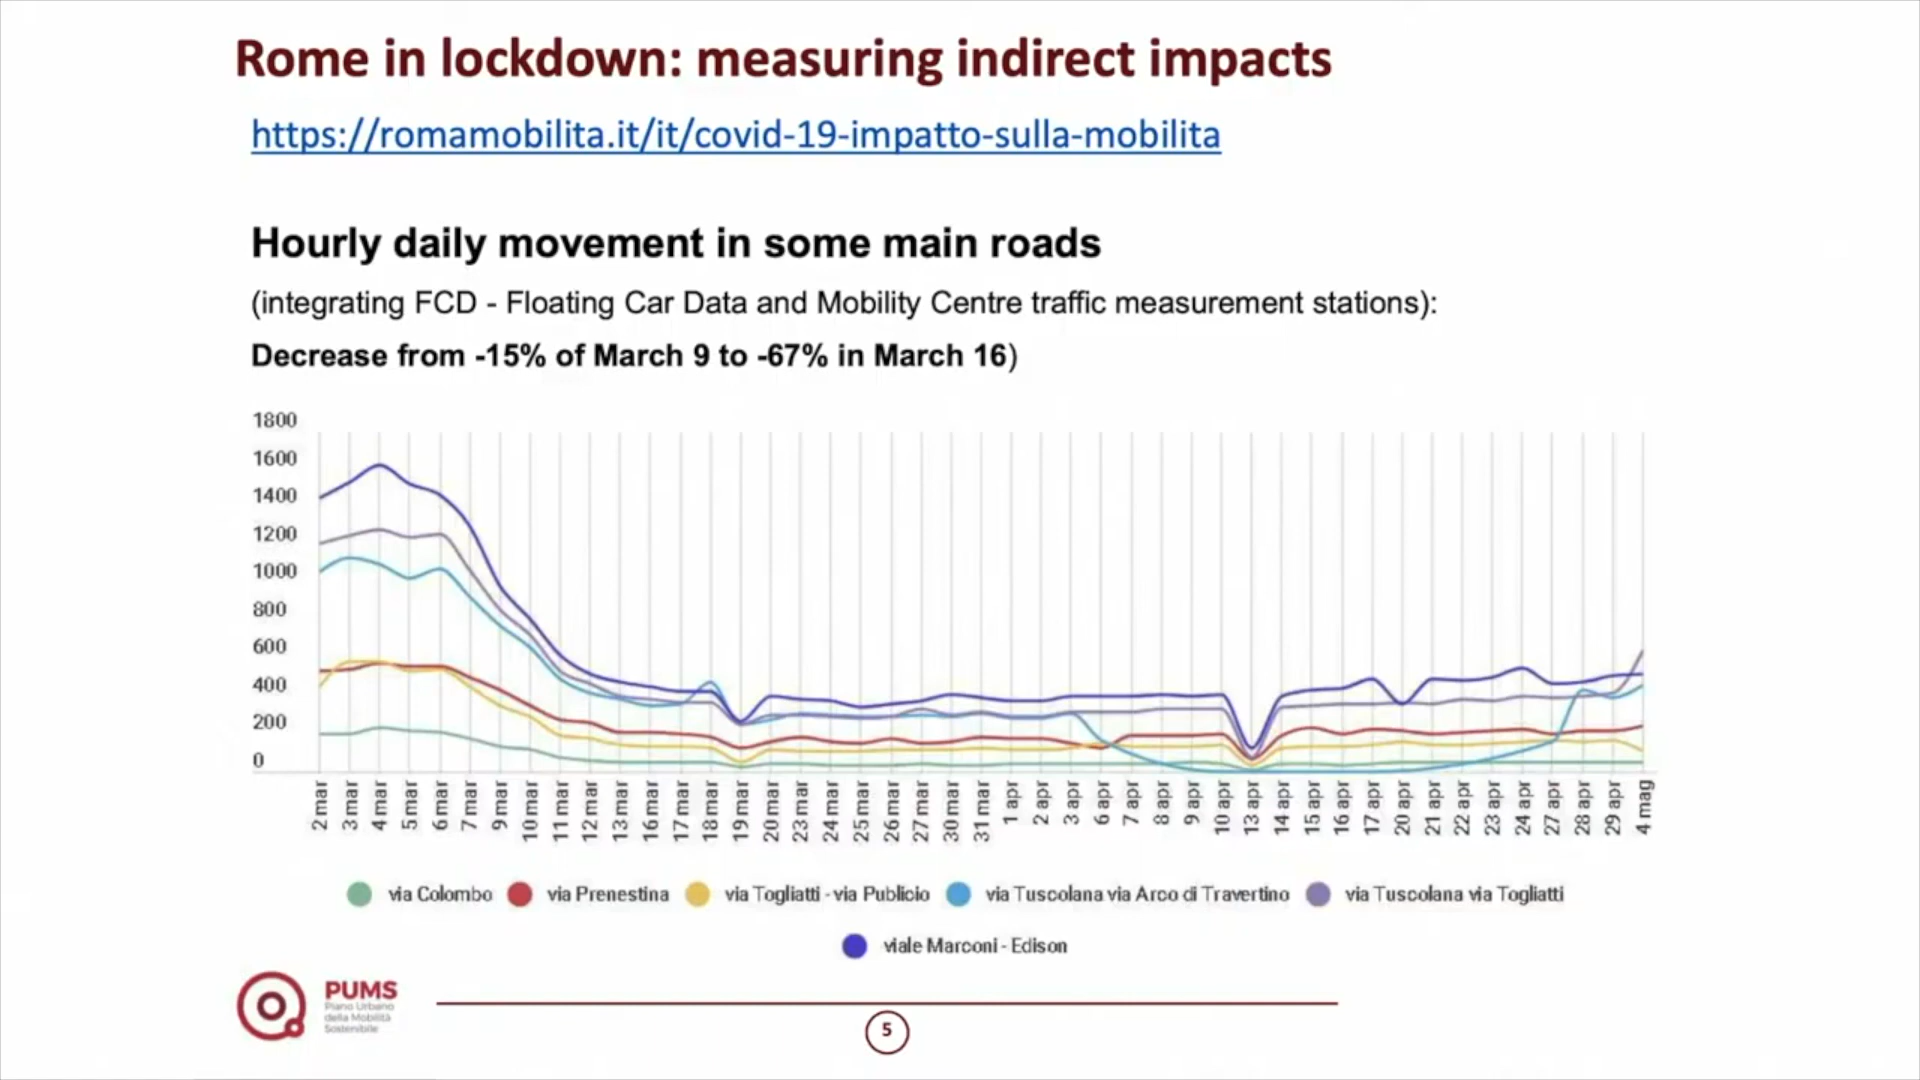 Rome in lockdown: measuring indirect impacts
https://romamobilita.it/it/covid-19-impatto-sulla-mobilita
Hourly daily movement in some main roads
(integrating FCD - Floating Car Data and Mobility Centre traffic measurement stations):
Decrease from -15% of March 9 to -67% in March 16)
1800
1600
1400
1200
1000
800
600
400
200
0
2 mar 3 mar 4 mar 5 mar 6 mar 7 mar 9 mar 10 mar 11 mar 12 mar 13 mar 16 mar 17 mar 18 mar 19 mar 20 mar 23 mar 24 mar 25 mar 26 mar 27 mar 30 mar 31 mar 1 apr 2 apr 3 apr 6 apr 7 apr 8 apr 9 apr 10 apr 13 apr 14 apr 15 apr 16 apr 17 apr 20 apr 21 apr 22 apr 23 apr 24 apr 27 apr 28 apr 29 apr 4 mag
via Colombo via Prenestina via Togliatti - via Publicio via Tuscolana via Arco di Travertino via Tuscolana via Togliatti
viale Marconi - Edison
PUMS
Piano Urbano
della Mobilità
Sostenibile
5